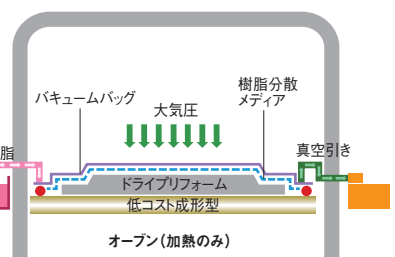 バキュームバッグ
大気圧
樹脂分散
メディア
脂
真空引き
ドライプリフォーム
低コスト成形型
オーブン（加熱のみ）